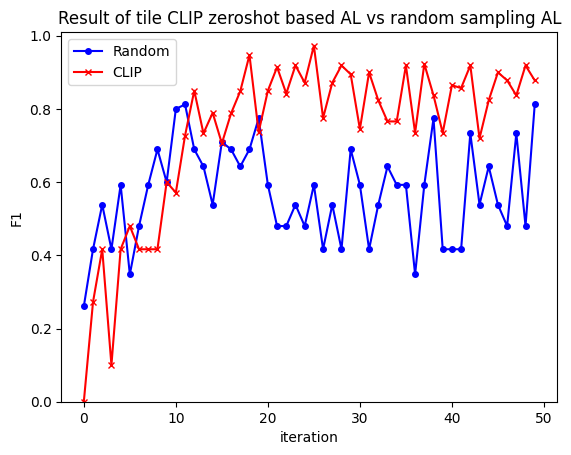 Result of tile CLIP zeroshot based AL vs random sampling AL
Random
CLIP
1.0
0.8
0.6
0.4
0.2
0.0
F1
0 10 20 30 40 50
iteration